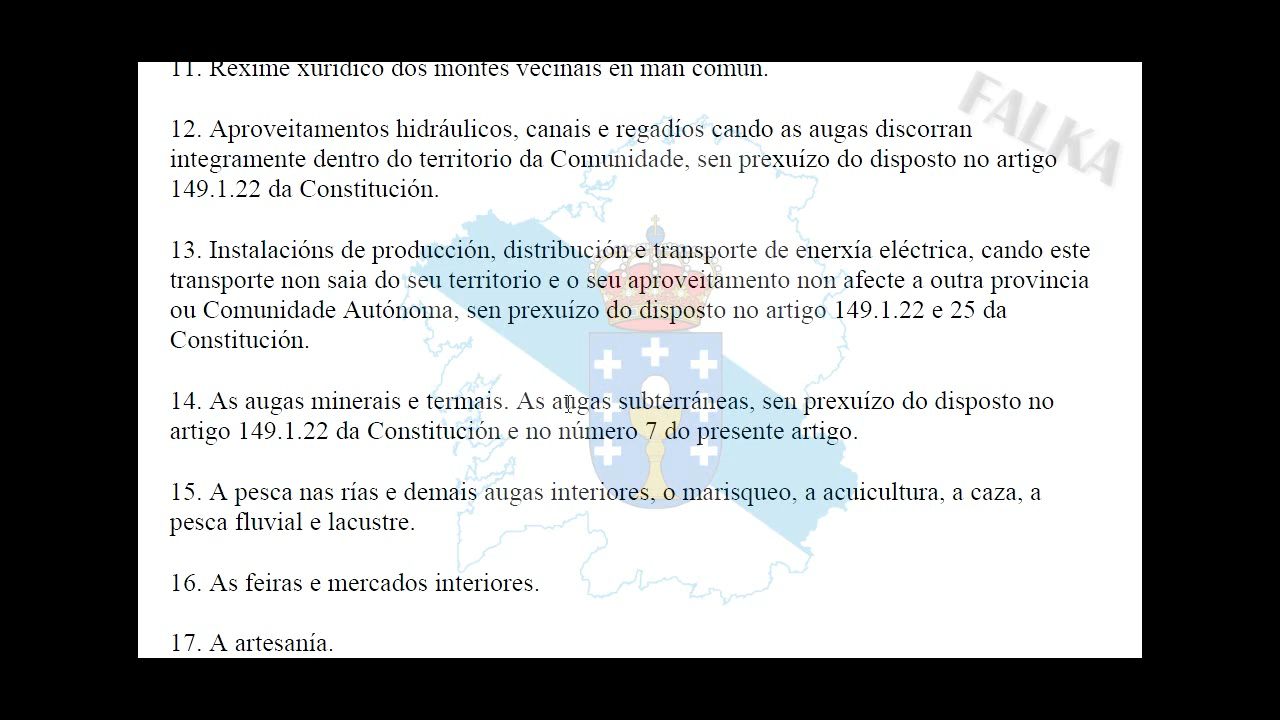 11. Réxime xurídico dos montes veciñais en man común.
FALKA
12. Aproveitamentos hidráulicos, canais e regadíos cando as augas discorran
integramente dentro do territorio da Comunidade, sen prexuízo do disposto no artigo
149.1.22 da Constitución.
13. Instalacións de producción, distribución e transporte de enerxía eléctrica, cando este
transporte non saia do seu territorio e o seu aproveitamento non afecte a outra provincia
ou Comunidade Autónoma, sen prexuízo do disposto no artigo 149.1.22 e 25 da
Constitución.
14. As augas minerais e termais. As augas subterráneas, sen prexuízo do disposto no
artigo 149.1.22 da Constitución e no número 7 do presente artigo.
15. A pesca nas rías e demais augas interiores, o marisqueo, a acuicultura, a caza, a
pesca fluvial e lacustre.
16. As feiras e mercados interiores.
17. A artesanía.